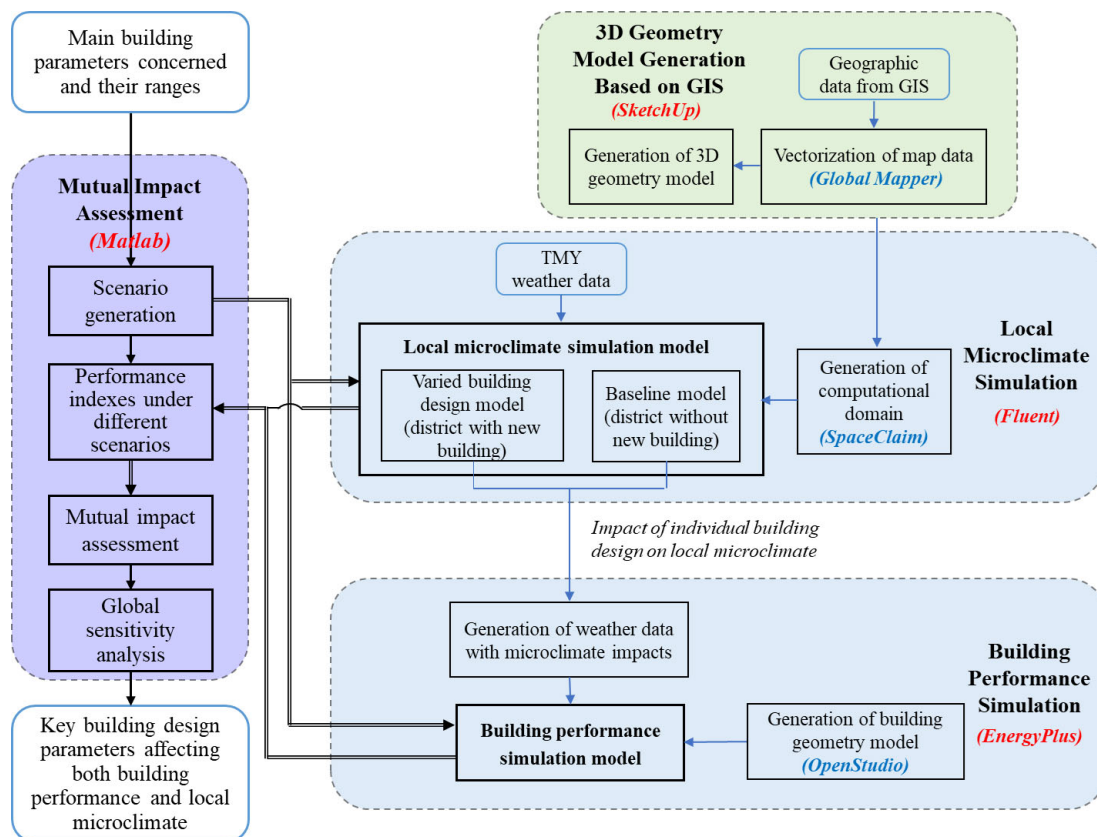 Main building
parameters concerned
and their ranges
Mutual Impact
Assessment
(Matlab)
Scenario
generation
Performance
indexes under
different
scenarios
Mutual impact
assessment
Global
sensitivity
analysis
Key building design
parameters affecting
both building
performance and local
microclimate
3D Geometry
Model Generation
Based on GIS
(SketchUp)
Geographic
data from GIS
Generation of 3D
geometry model
Vectorization of map data
(Global Mapper)
TMY
weather data
Local microclimate simulation model
Varied building
design model
(district with new
building)
Baseline model
(district without
new building)
Generation of
computational
domain
(SpaceClaim)
Local
Microclimate
Simulation
(Fluent)
Impact of individual building
design on local microclimate
Generation of weather data
with microclimate impacts
Building performance
simulation model
Generation of building
geometry model
(OpenStudio)
Building
Performance
Simulation
(EnergyPlus)